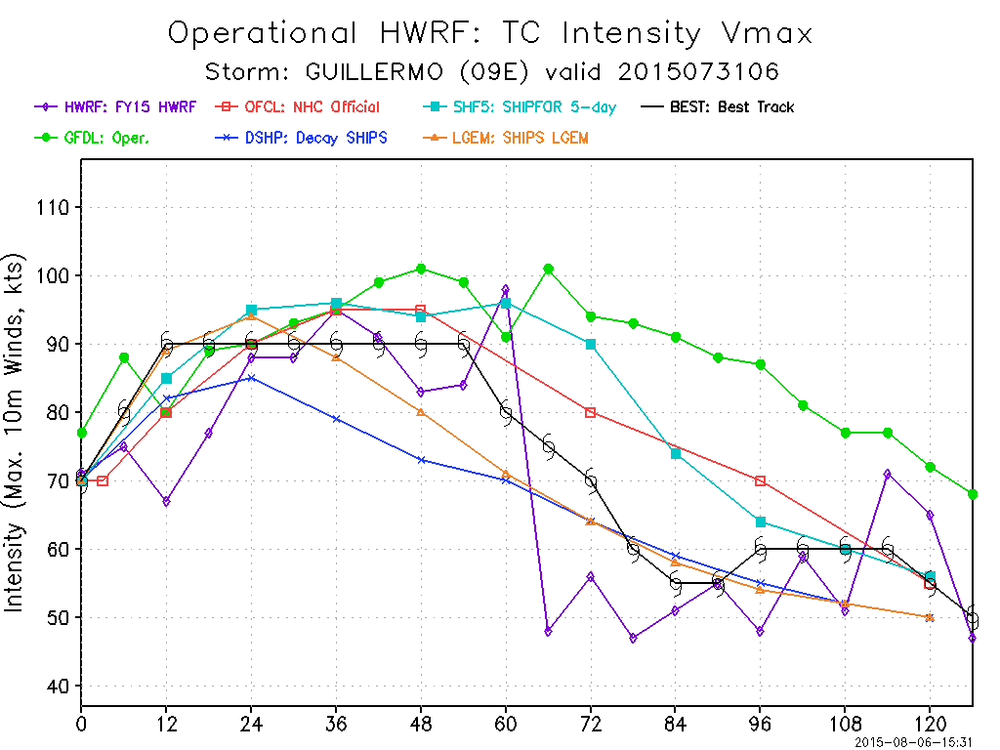 Operational HWRF: TC Intensity Vmax
Storm: GUILLERMO (09E) valid 2015073106
HWRF: FY15 HWRF OFCL: NHC Official SHF5: SHIPFOR 5-day BEST: Best Track
GFDL: Oper. DSHP: Decay SHIPS LGEM: SHIPS LGEM
Intensity (Max. 10m Winds, kts)
110
100
90
80
70
60
50
40
0 12 24 36 48 60 72 84 96 108 120
2015-08-06-15:31